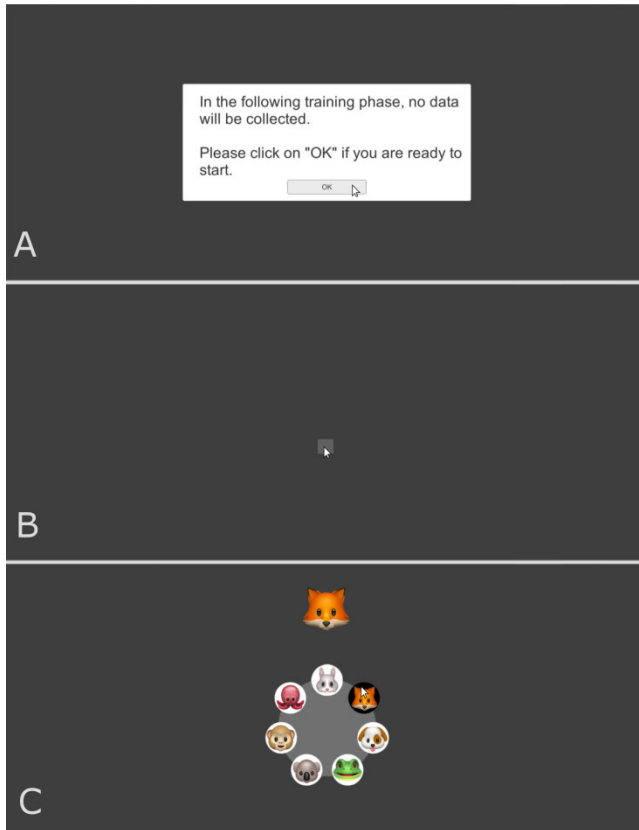 In the following training phase, no data
will be collected.
Please click on "OK" if you are ready to
start.
OK
A
B
C